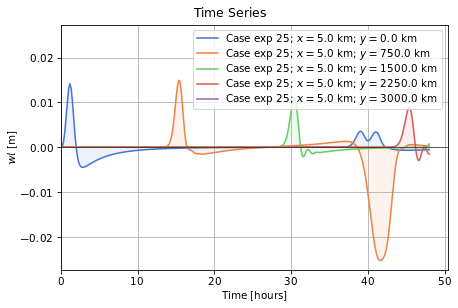 Time Series
Case exp 25; x = 5.0 km; y = 0.0 km
Case exp 25; x = 5.0 km; y = 750.0 km
Case exp 25; x = 5.0 km; y = 1500.0 km
Case exp 25; x = 5.0 km; y = 2250.0 km
Case exp 25; x = 5.0 km; y = 3000.0 km
0.02
0.01
0.00
−0.01
−0.02
wl [m]
0 10 20 30 40 50
Time [hours]